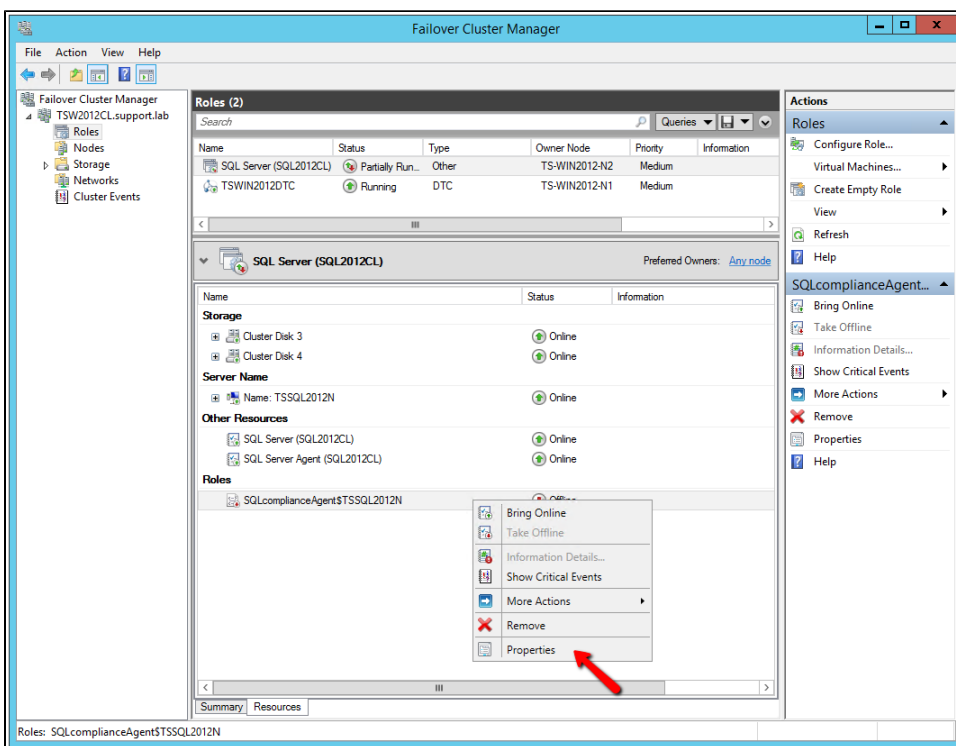 Failover Cluster Manager
File Action View Help
Failover Cluster Manager
TSW2012CL.support.lab
Roles
Nodes
Storage
Networks
Cluster Events
Roles (2)
Search
Queries
Name Status Type Owner Node Priority Information
SQL Server (SQL2012CL) Partially Run... Other TS-WIN2012-N2 Medium
TSWIN2012DTC Running DTC TS-WIN2012-N1 Medium
SQL Server (SQL2012CL) Preferred Owners: Any node
Name Status Information
Storage
Cluster Disk 3 Online
Cluster Disk 4 Online
Server Name
Name: TSSQL2012N Online
Other Resources
SQL Server (SQL2012CL) Online
SQL Server Agent (SQL2012CL) Online
Roles
SQLcomplianceAgent$TSSQL2012N Offline
Bring Online
Take Offline
Information Details...
Show Critical Events
More Actions
Remove
Properties
Summary Resources
Actions
Roles
Configure Role...
Virtual Machines...
Create Empty Role
View
Refresh
Help
SQLcomplianceAgent...
Bring Online
Take Offline
Information Details...
Show Critical Events
More Actions
Remove
Properties
Help
Roles: SQLcomplianceAgent$TSSQL2012N